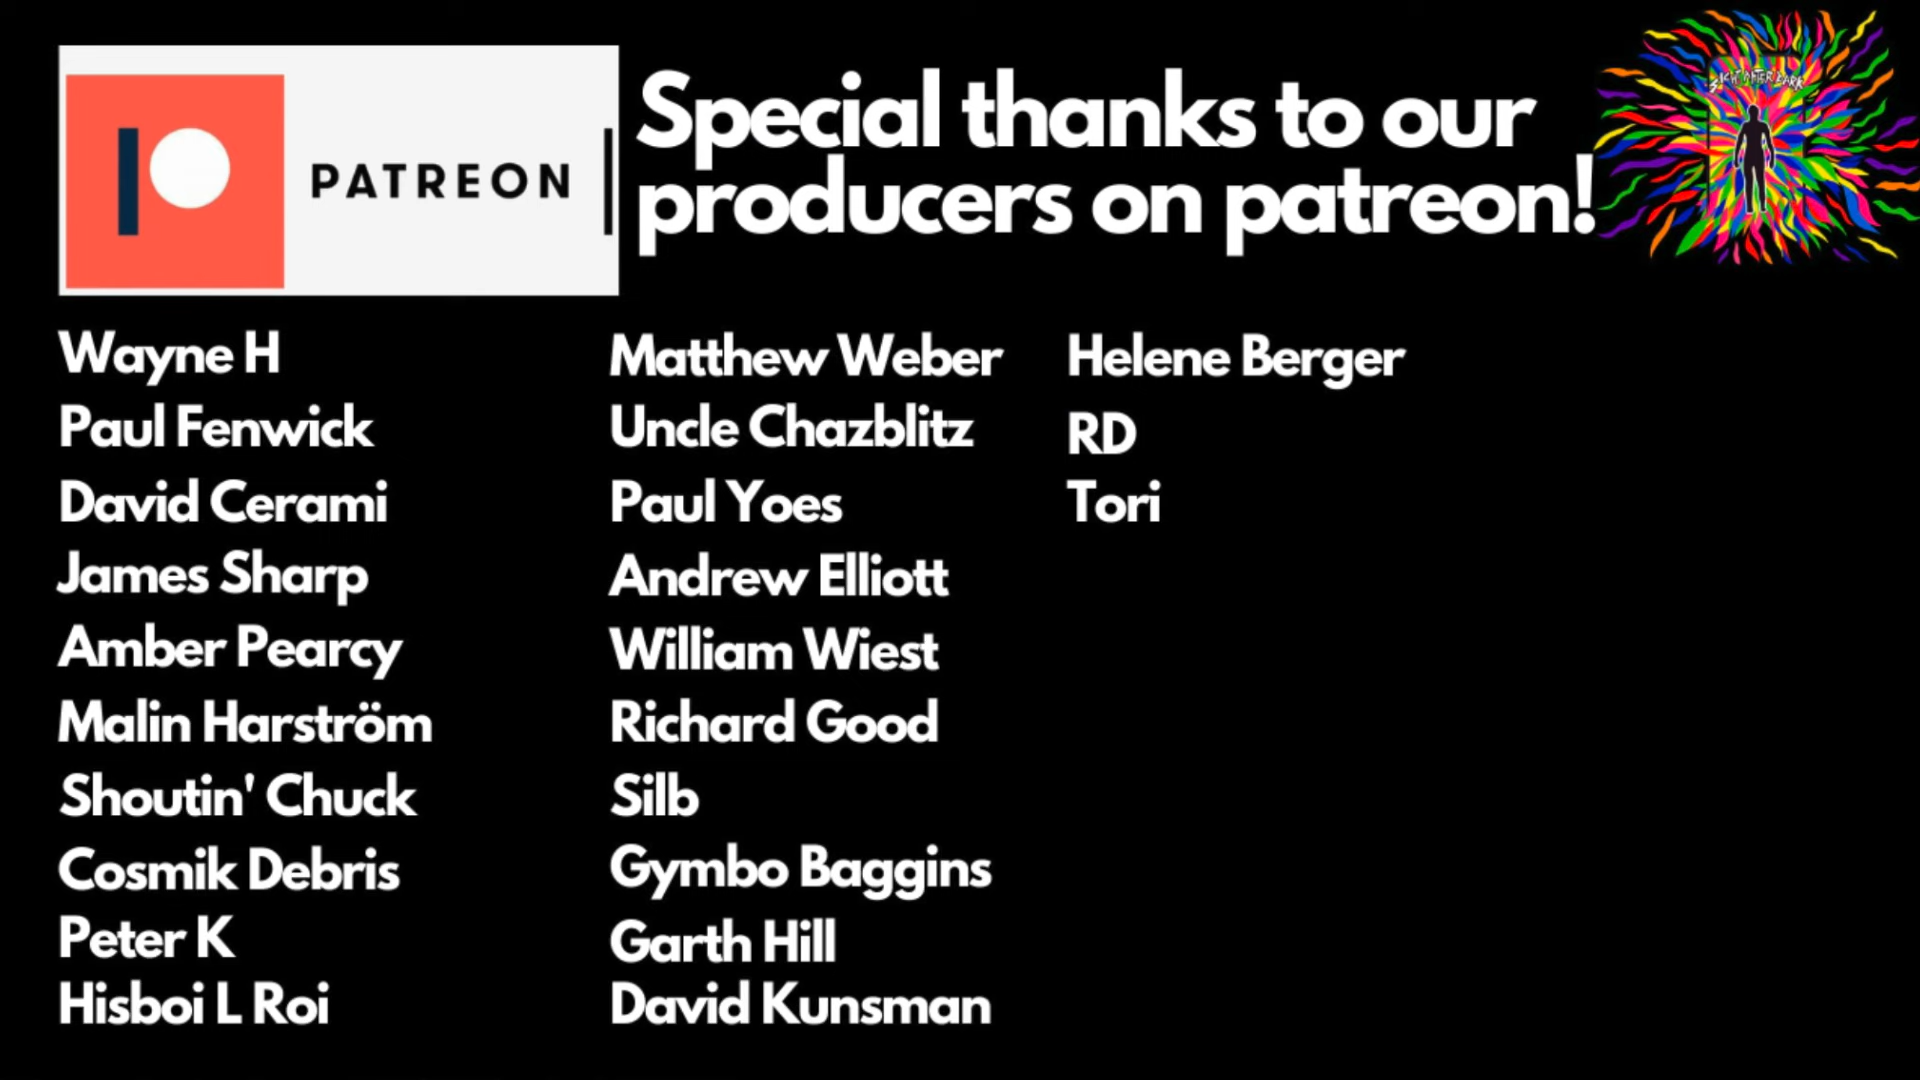 PATREON
Special thanks to our
producers on patreon!
Wayne H
Paul Fenwick
David Cerami
James Sharp
Amber Pearcy
Malin Harström
Shoutin' Chuck
Cosmik Debris
Peter K
Hisboi L Roi
Matthew Weber
Uncle Chazblitz
Paul Yoes
Andrew Elliott
William Wiest
Richard Good
Silb
Gymbo Baggins
Garth Hill
David Kunsman
Helene Berger
RD
Tori